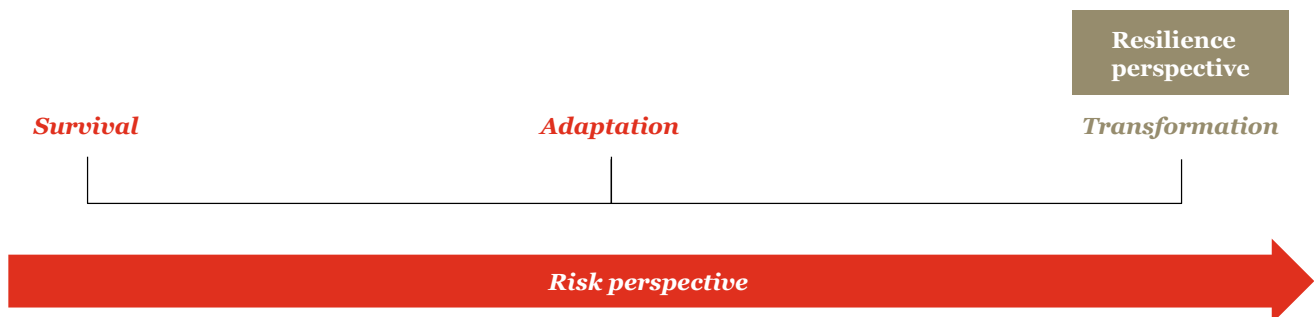 Resilience
perspective
Survival
Adaptation
Transformation
Risk perspective